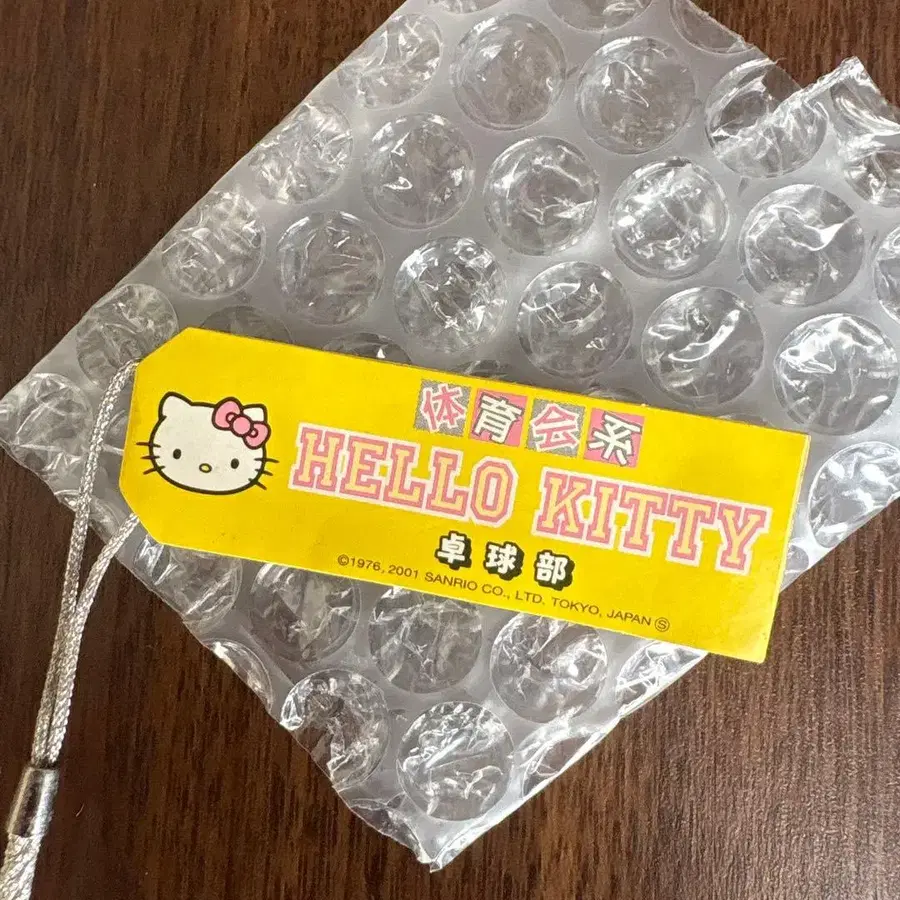 体育会系
HELLO KITTY
卓球部
©1976, 2001 SANRIO CO., LTD. TOKYO, JAPAN Ⓢ